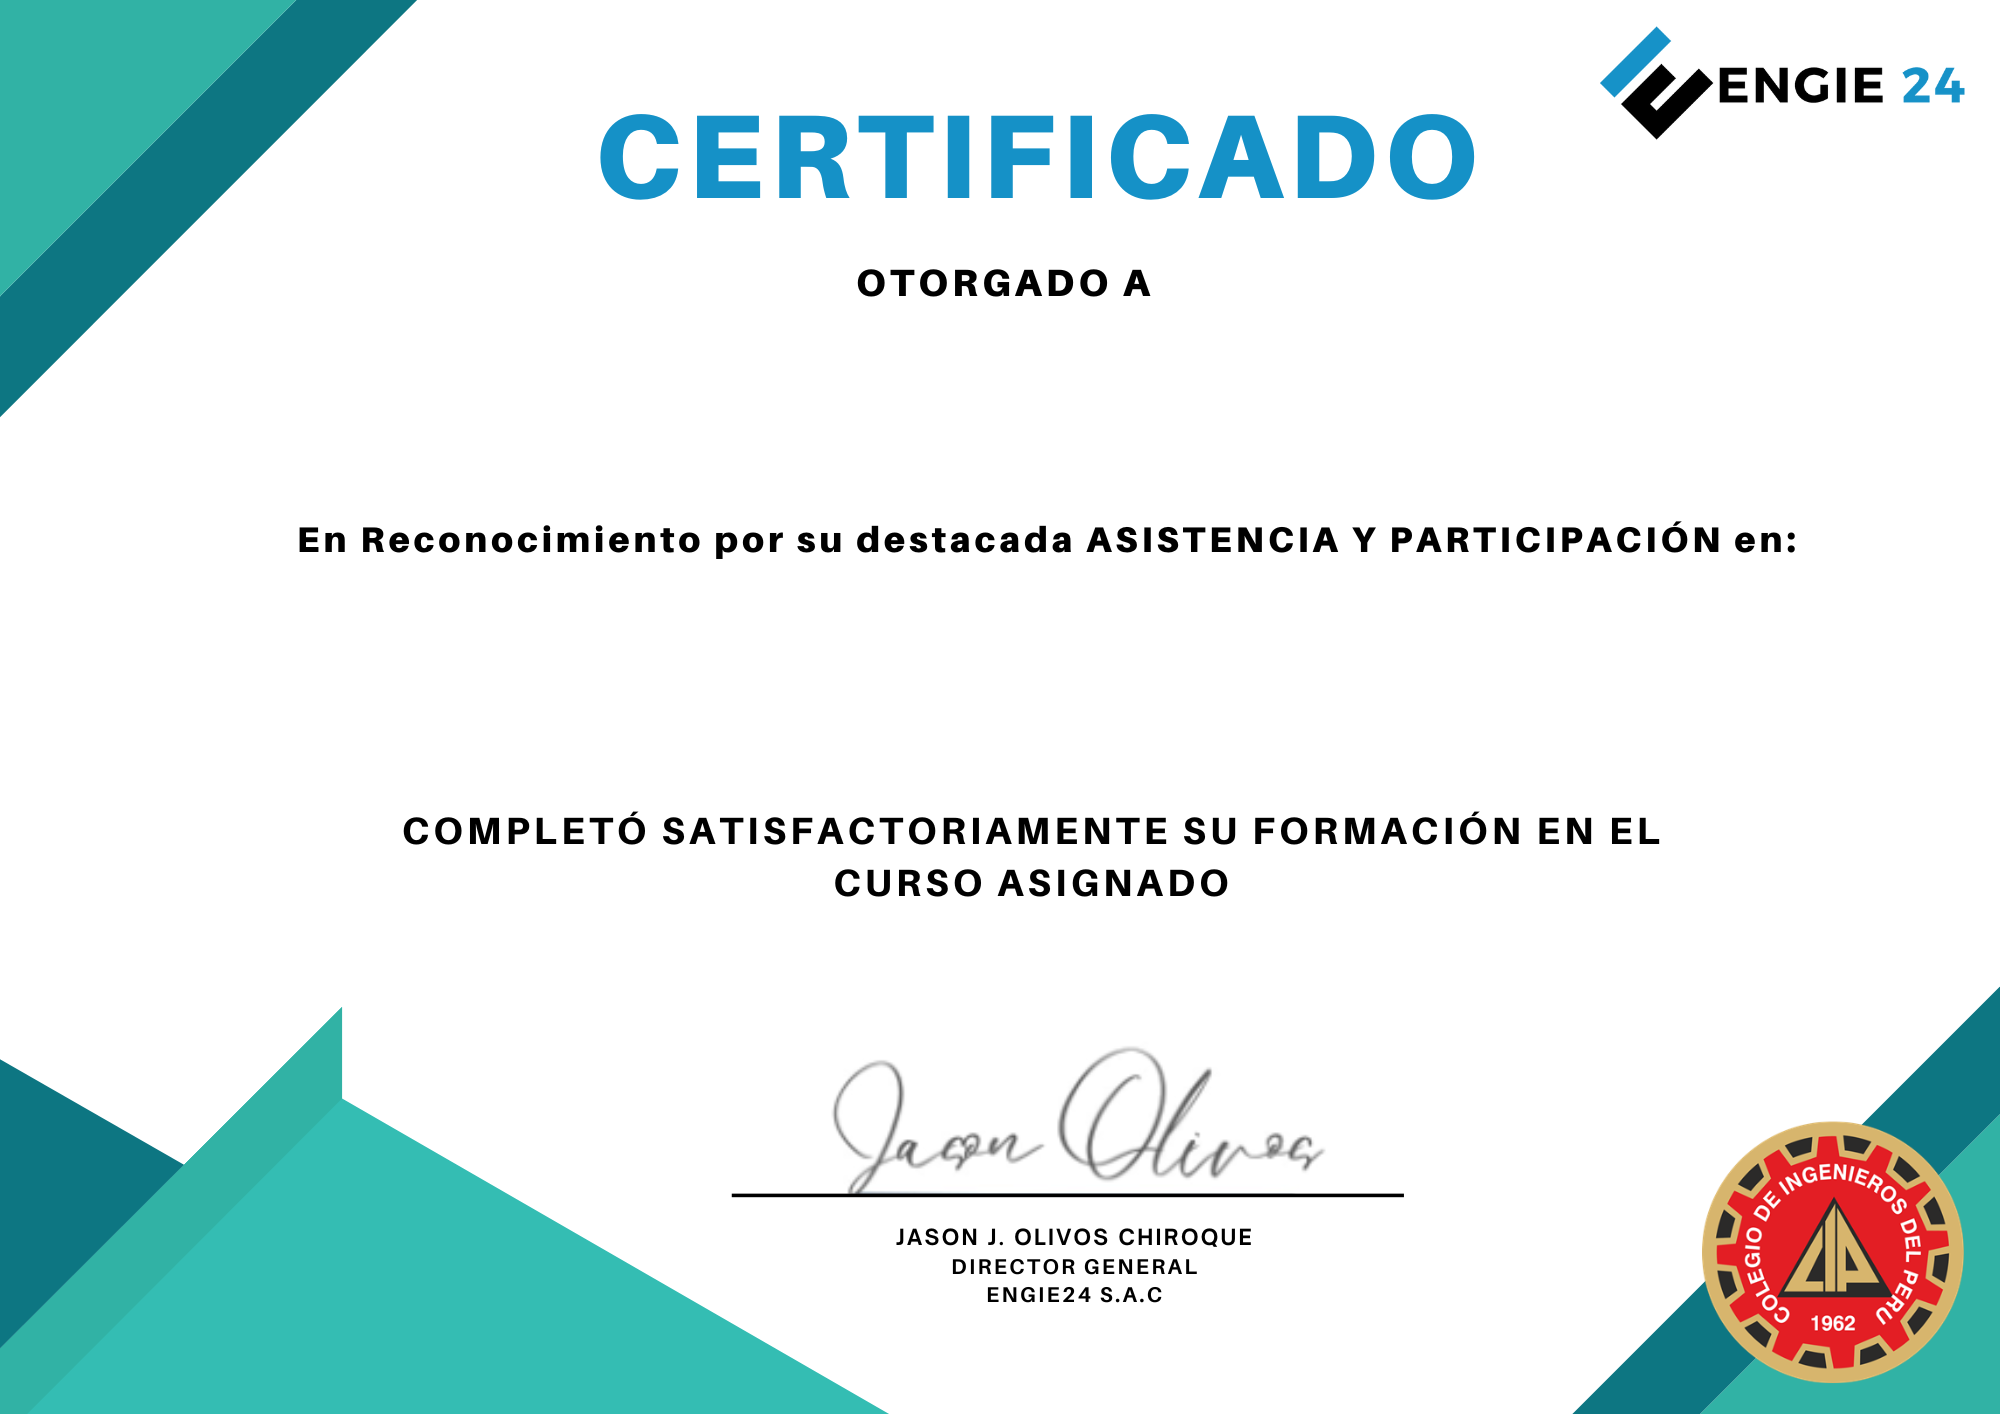 ENGIE 24
CERTIFICADO
OTORGADO A
En Reconocimiento por su destacada ASISTENCIA Y PARTICIPACIÓN en:
COMPLETÓ SATISFACTORIAMENTE SU FORMACIÓN EN EL
CURSO ASIGNADO
Jason Olivos
JASON J. OLIVOS CHIROQUE
DIRECTOR GENERAL
ENGIE24 S.A.C
COLEGIO DE INGENIEROS DEL PERU
CIP
1962